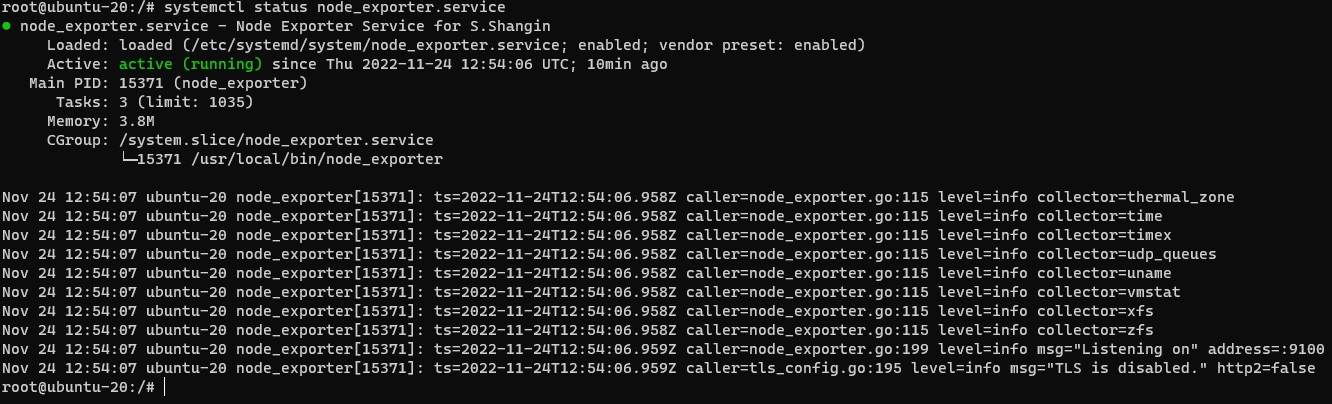 root@ubuntu-20:/# systemctl status node_exporter.service
● node_exporter.service - Node Exporter Service for S.Shangin
     Loaded: loaded (/etc/systemd/system/node_exporter.service; enabled; vendor preset: enabled)
     Active: active (running) since Thu 2022-11-24 12:54:06 UTC; 10min ago
   Main PID: 15371 (node_exporter)
      Tasks: 3 (limit: 1035)
     Memory: 3.8M
     CGroup: /system.slice/node_exporter.service
             └─15371 /usr/local/bin/node_exporter
Nov 24 12:54:07 ubuntu-20 node_exporter[15371]: ts=2022-11-24T12:54:06.958Z caller=node_exporter.go:115 level=info collector=thermal_zone
Nov 24 12:54:07 ubuntu-20 node_exporter[15371]: ts=2022-11-24T12:54:06.958Z caller=node_exporter.go:115 level=info collector=time
Nov 24 12:54:07 ubuntu-20 node_exporter[15371]: ts=2022-11-24T12:54:06.958Z caller=node_exporter.go:115 level=info collector=timex
Nov 24 12:54:07 ubuntu-20 node_exporter[15371]: ts=2022-11-24T12:54:06.958Z caller=node_exporter.go:115 level=info collector=udp_queues
Nov 24 12:54:07 ubuntu-20 node_exporter[15371]: ts=2022-11-24T12:54:06.958Z caller=node_exporter.go:115 level=info collector=uname
Nov 24 12:54:07 ubuntu-20 node_exporter[15371]: ts=2022-11-24T12:54:06.958Z caller=node_exporter.go:115 level=info collector=vmstat
Nov 24 12:54:07 ubuntu-20 node_exporter[15371]: ts=2022-11-24T12:54:06.958Z caller=node_exporter.go:115 level=info collector=xfs
Nov 24 12:54:07 ubuntu-20 node_exporter[15371]: ts=2022-11-24T12:54:06.958Z caller=node_exporter.go:115 level=info collector=zfs
Nov 24 12:54:07 ubuntu-20 node_exporter[15371]: ts=2022-11-24T12:54:06.959Z caller=node_exporter.go:199 level=info msg="Listening on" address=:9100
Nov 24 12:54:07 ubuntu-20 node_exporter[15371]: ts=2022-11-24T12:54:06.959Z caller=tls_config.go:195 level=info msg="TLS is disabled." http2=false
root@ubuntu-20:/#